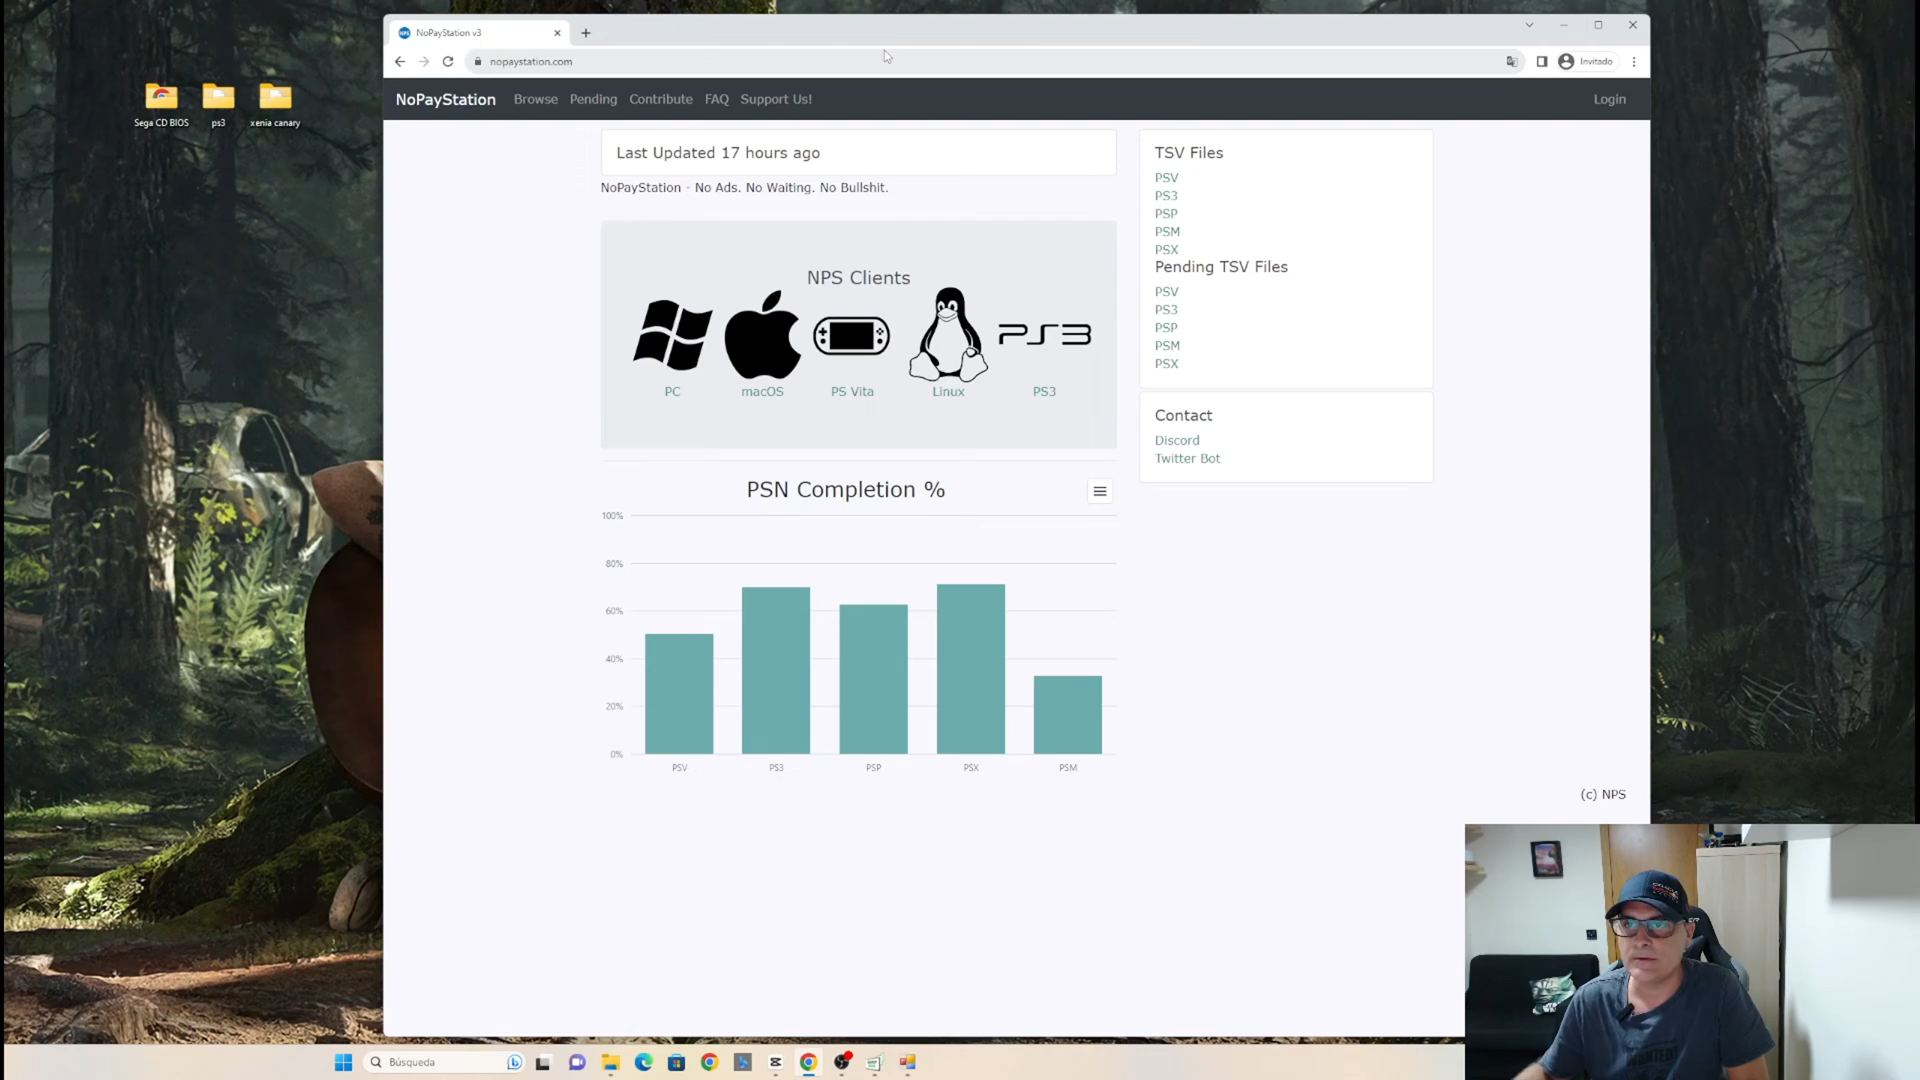 NoPayStation v3
nopaystation.com
Invitado
NoPayStation Browse Pending Contribute FAQ Support Us! Login
Sega CD BIOS ps3 xenia canary
Last Updated 17 hours ago
NoPayStation - No Ads. No Waiting. No Bullshit.
NPS Clients
PS3
PC macOS PS Vita Linux PS3
PSN Completion %
100%
80%
60%
40%
20%
0%
PSV PS3 PSP PSX PSM
TSV Files
PSV
PS3
PSP
PSM
PSX
Pending TSV Files
PSV
PS3
PSP
PSM
PSX
Contact
Discord
Twitter Bot
(c) NPS
Búsqueda